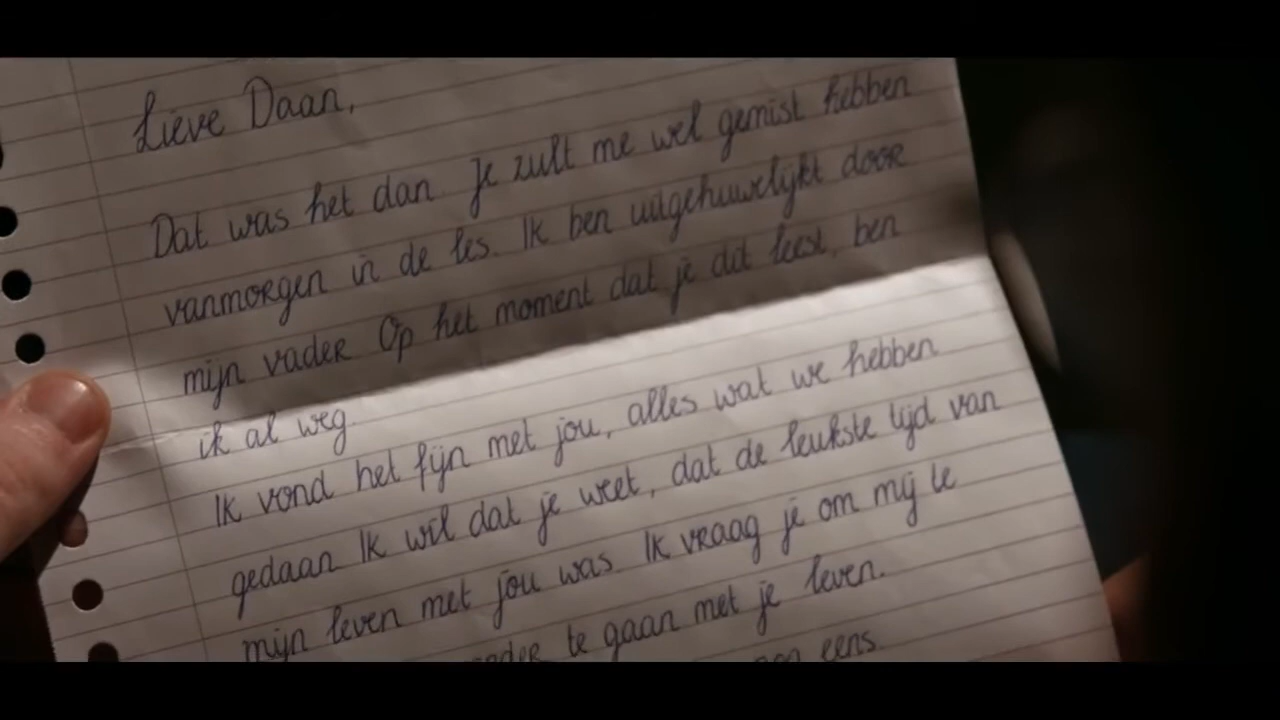 Lieve Daan,
Dat was het dan. Je zult me wel gemist hebben
vanmorgen in de les. Ik ben uitgehuwelijkt door
mijn vader. Op het moment dat je dit leest, ben
ik al weg.
Ik vond het fijn met jou, alles wat we hebben
gedaan. Ik wil dat je weet, dat de leukste tijd van
mijn leven met jou was. Ik vraag je om mij te
te gaan met je leven.
eens.